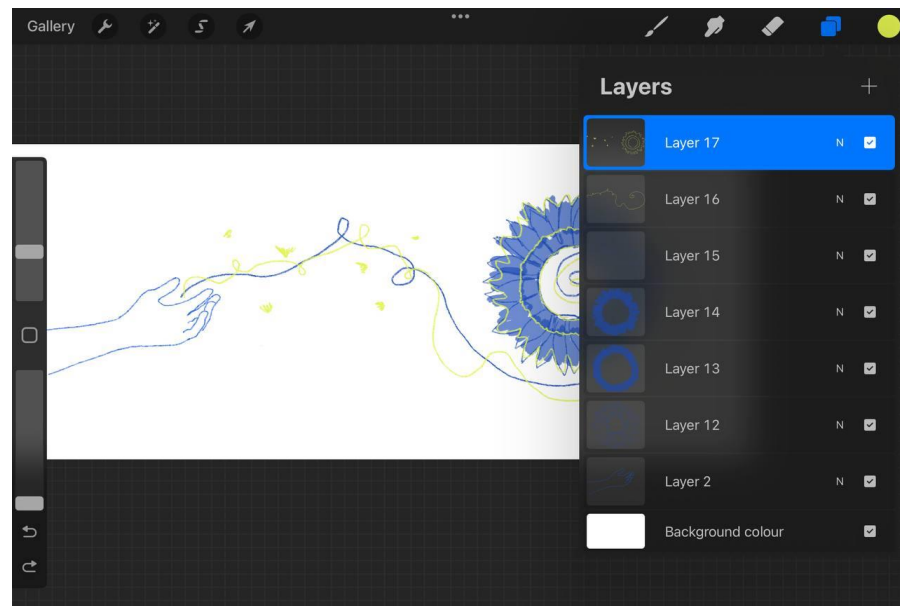 Gallery
Layers
Layer 17 N
Layer 16 N
Layer 15 N
Layer 14 N
Layer 13 N
Layer 12 N
Layer 2 N
Background colour